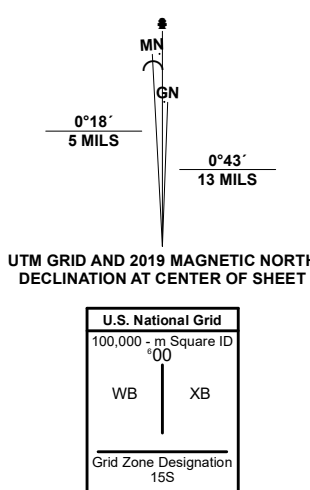 MN
GN
0°18´
5 MILS
0°43´
13 MILS
UTM GRID AND 2019 MAGNETIC NORTH
DECLINATION AT CENTER OF SHEET
U.S. National Grid
100,000 - m Square ID
⁶00
WB XB
Grid Zone Designation
15S